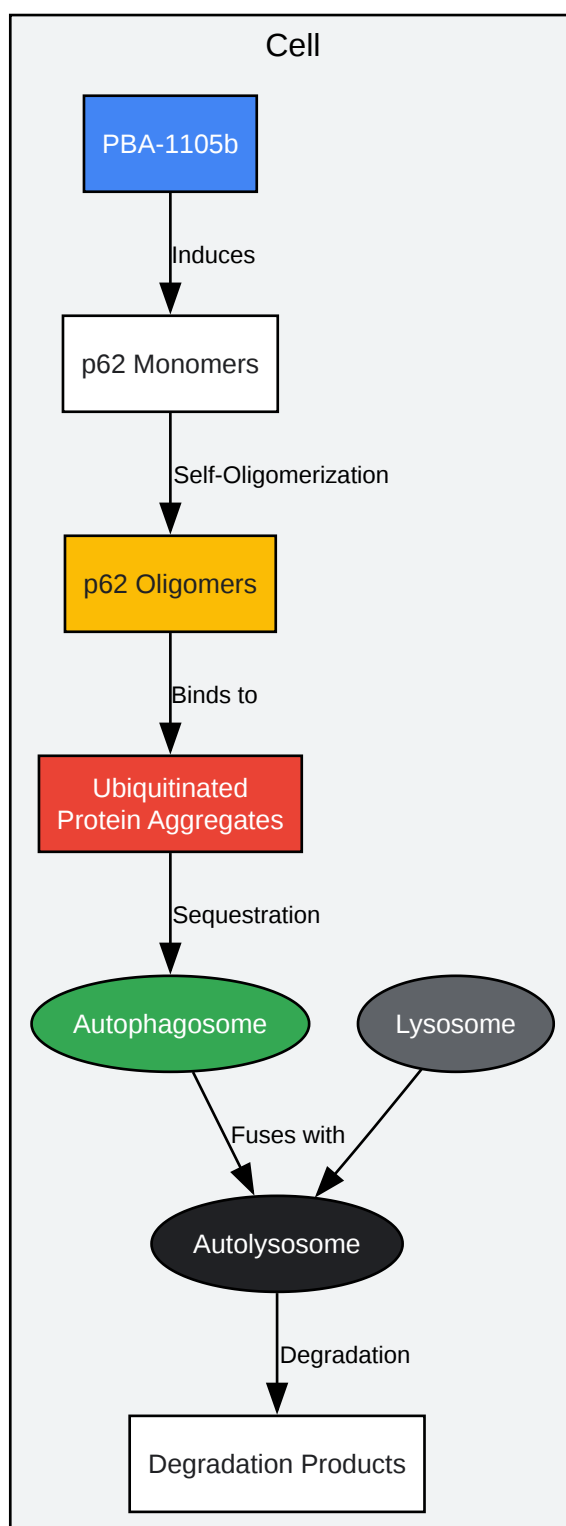 Cell
PBA-1105b
Induces
p62 Monomers
Self-Oligomerization
p62 Oligomers
Binds to
Ubiquitinated
Protein Aggregates
Sequestration
Autophagosome
Lysosome
Fuses with
Autolysosome
Degradation
Degradation Products